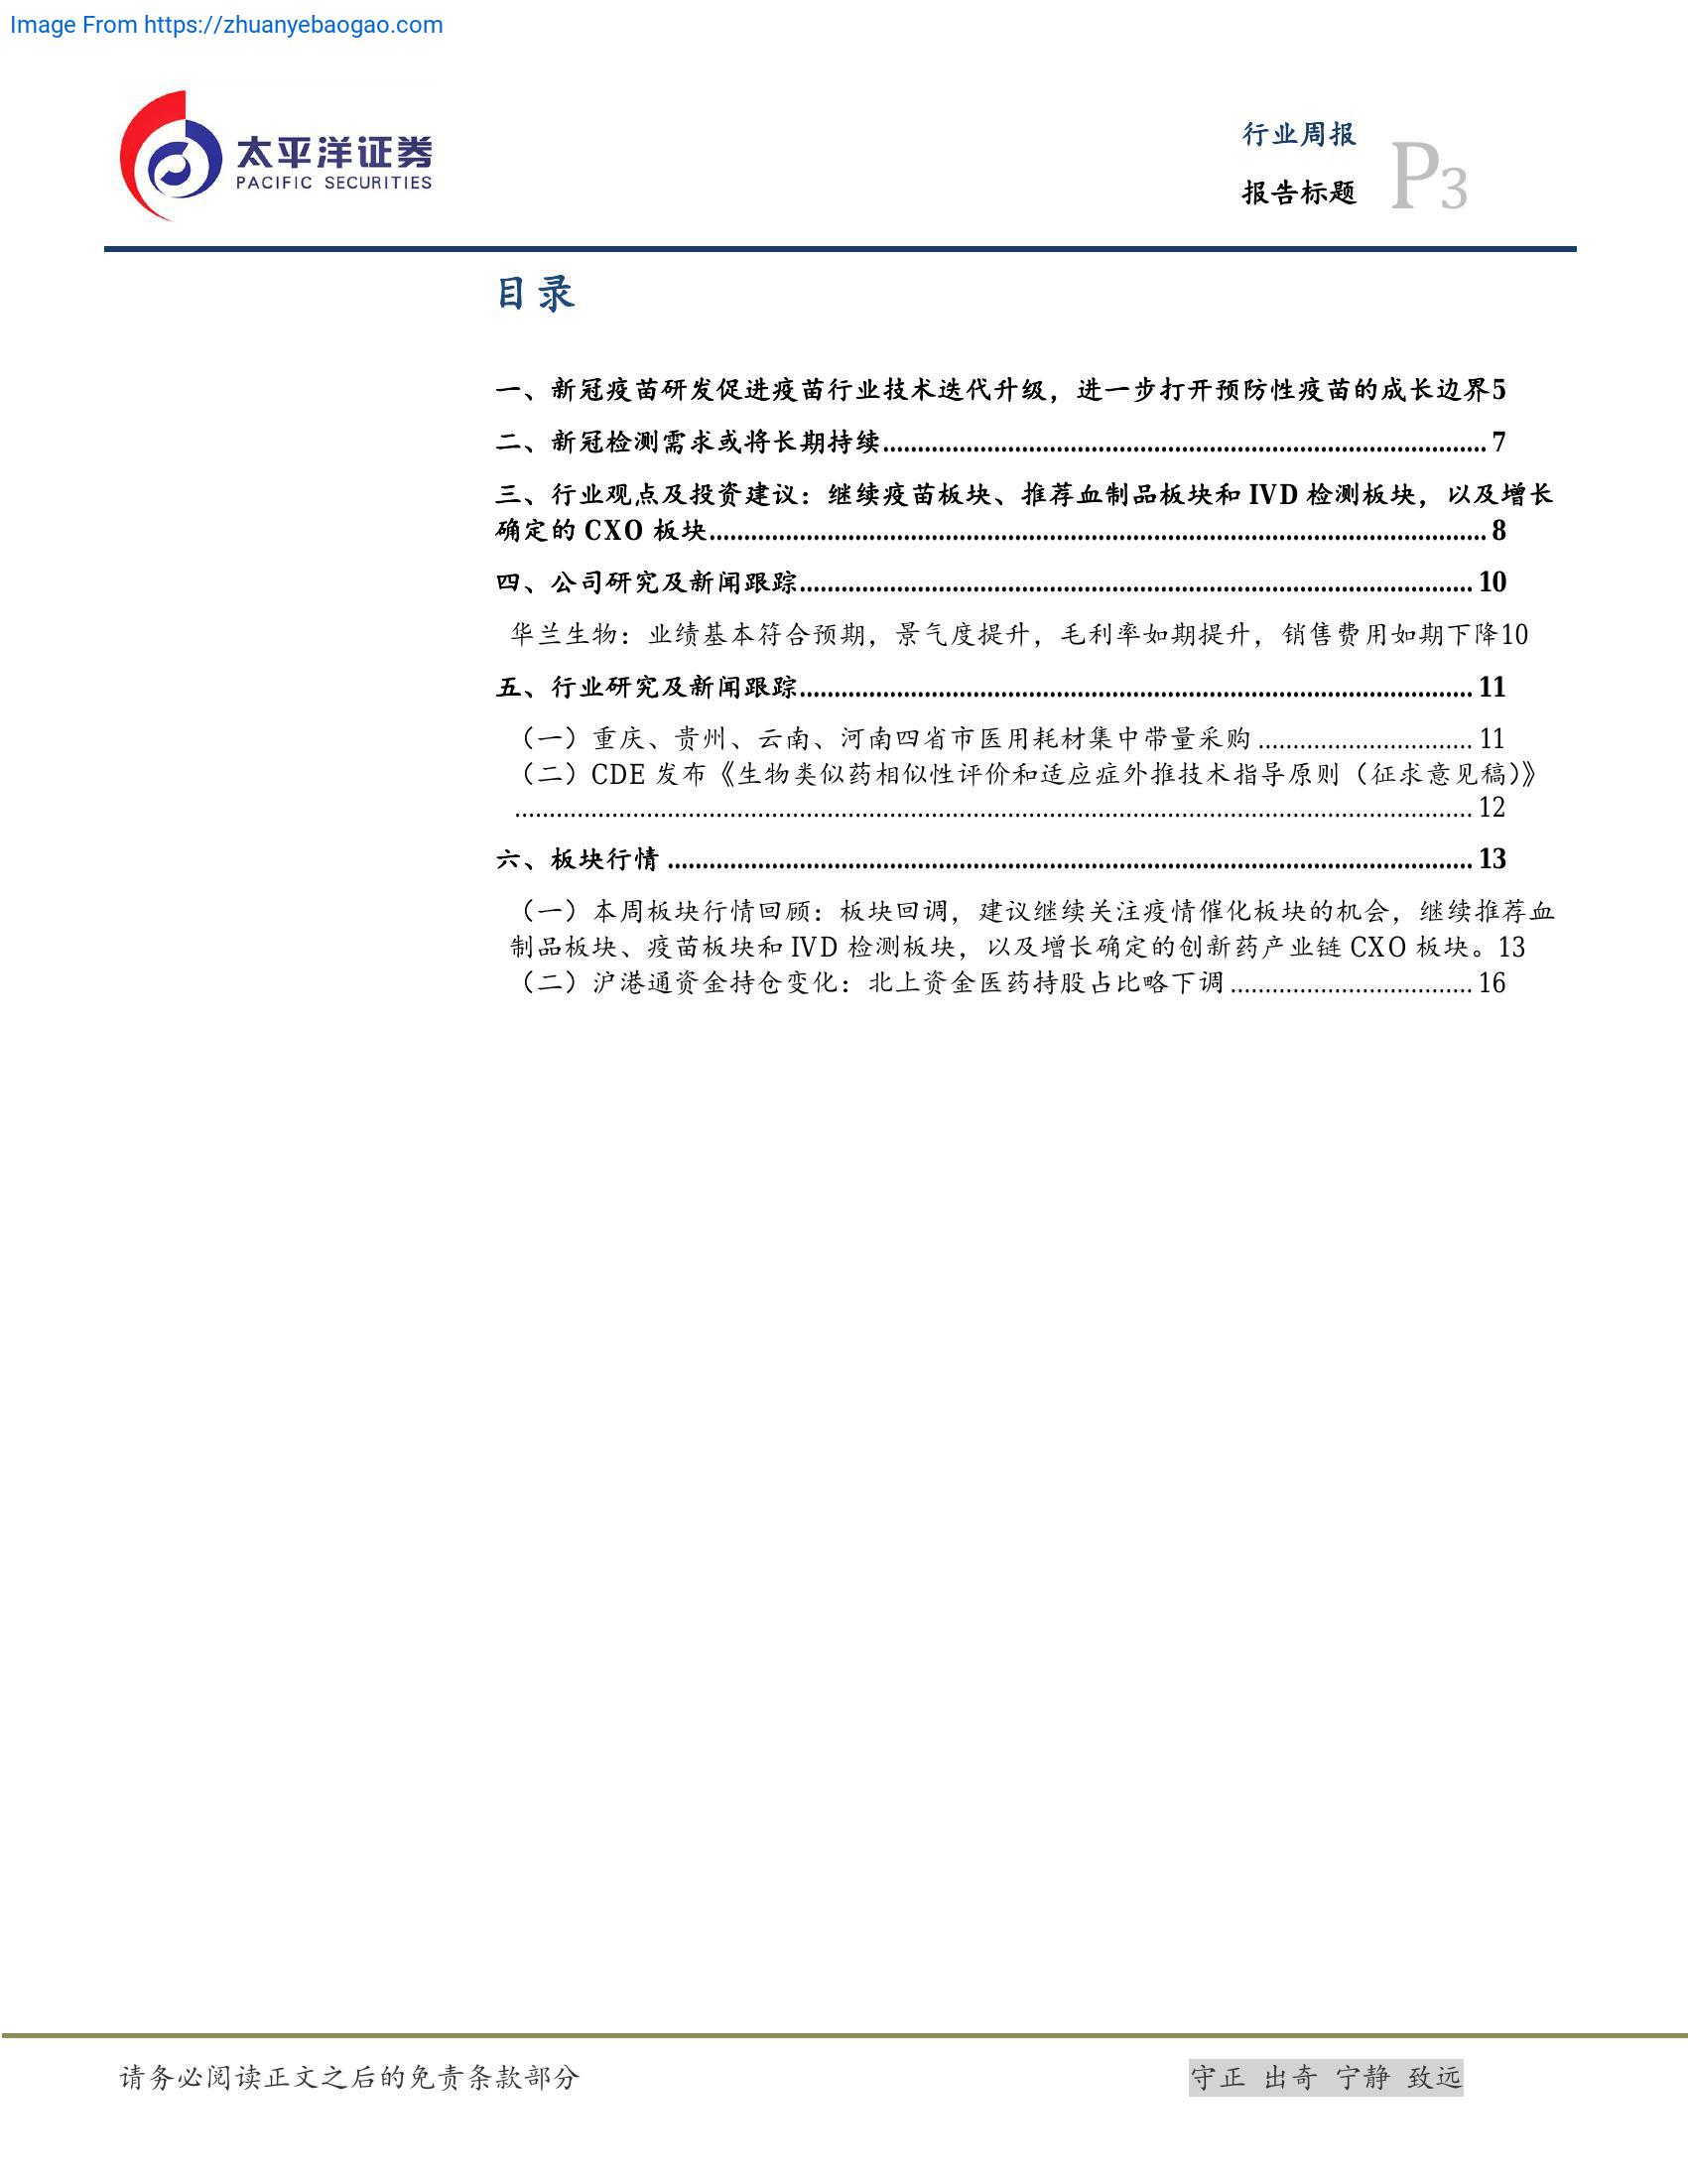 Image From https://zhuanyebaogao.com
太平洋证券
PACIFIC SECURITIES
行业周报
报告标题
P3
目录
一、新冠疫苗研发促进疫苗行业技术迭代升级，进一步打开预防性疫苗的成长边界5
二、新冠检测需求或将长期持续........................................................................................ 7
三、行业观点及投资建议：继续疫苗板块、推荐血制品板块和 IVD 检测板块，以及增长
确定的 CXO 板块................................................................................................................. 8
四、公司研究及新闻跟踪.................................................................................................. 10
华兰生物：业绩基本符合预期，景气度提升，毛利率如期提升，销售费用如期下降10
五、行业研究及新闻跟踪.................................................................................................. 11
（一）重庆、贵州、云南、河南四省市医用耗材集中带量采购 ............................... 11
（二）CDE 发布《生物类似药相似性评价和适应症外推技术指导原则（征求意见稿)》
........................................................................................................................................... 12
六、板块行情 ..................................................................................................................... 13
（一）本周板块行情回顾：板块回调，建议继续关注疫情催化板块的机会，继续推荐血
制品板块、疫苗板块和 IVD 检测板块，以及增长确定的创新药产业链 CXO 板块。13
（二）沪港通资金持仓变化：北上资金医药持股占比略下调 ................................... 16
请务必阅读正文之后的免责条款部分
守正 出奇 宁静 致远